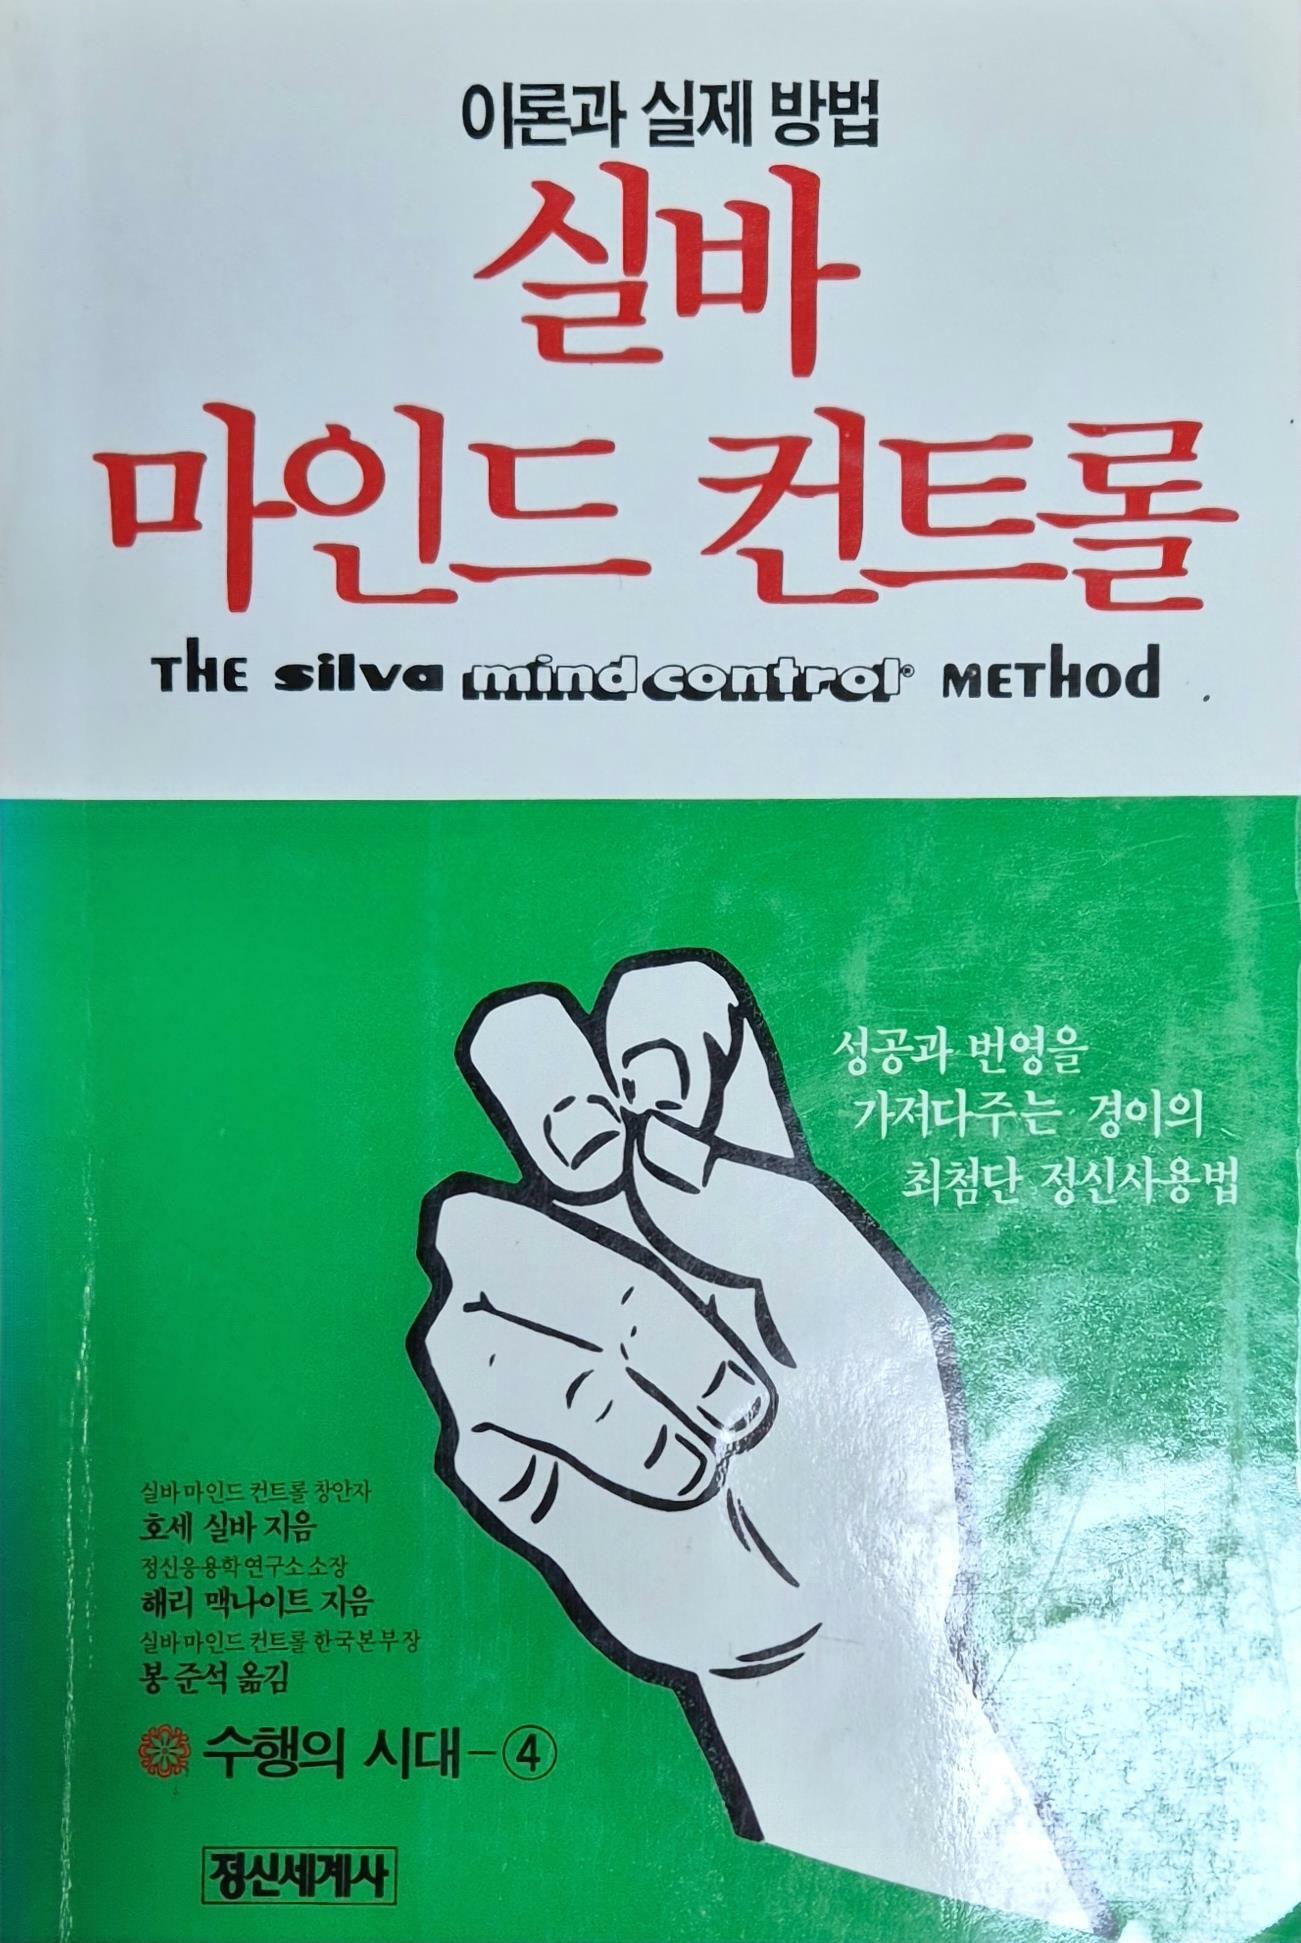 이론과 실제 방법
실바
마인드 컨트롤
THE silva mind control® METhod
성공과 번영을
가져다주는 경이의
최첨단 정신사용법
실바마인드 컨트롤 창안자
호세 실바 지음
정신응용학연구소 소장
해리 맥나이트 지음
실바마인드 컨트롤 한국본부장
봉 준석 옮김
수행의 시대-④
정신세계사